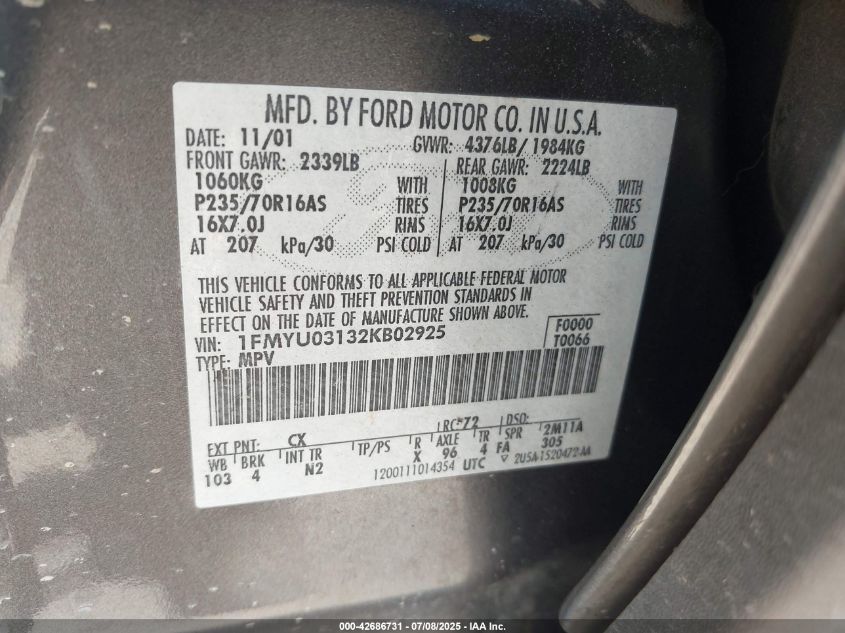 MFD. BY FORD MOTOR CO. IN U.S.A.
DATE: 11/01 GVWR: 4376LB/ 1984KG
FRONT GAWR: 2339LB REAR GAWR: 2224LB
1060KG WITH 1008KG WITH
P235/70R16AS TIRES P235/70R16AS TIRES
16X7.0J RIMS 16X7.0J RIMS
AT 207 kPa/30 PSI COLD AT 207 kPa/30 PSI COLD
THIS VEHICLE CONFORMS TO ALL APPLICABLE FEDERAL MOTOR
VEHICLE SAFETY AND THEFT PREVENTION STANDARDS IN
EFFECT ON THE DATE OF MANUFACTURE SHOWN ABOVE.
VIN: 1FMYU03132KB02925 F0000
TYPE: MPV T0066
EXT PNT: CX RC:72 DSO:
WB BRK INT TR TP/PS R AXLE TR SPR 2M11A
103 4 N2 X 96 4 FA 305
1200111014354 UTC ▽ 2U5A-1520472-AA
000-42686731 - 07/08/2025 - IAA Inc.